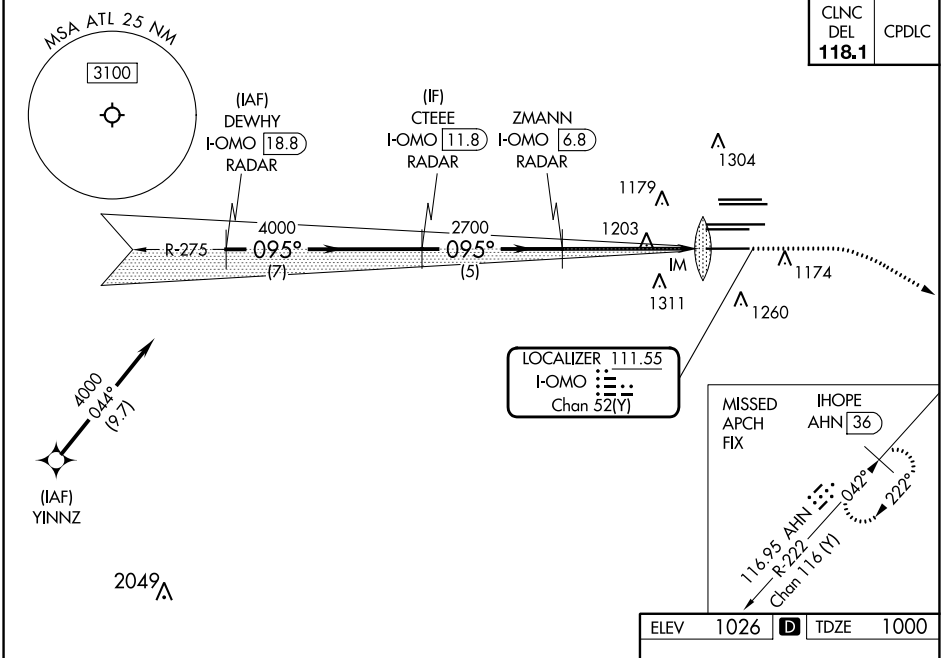 MSA ATL 25 NM
3100
CLNC
DEL
118.1
CPDLC
(IAF)
DEWHY
I-OMO 18.8
RADAR
(IF)
CTEEE
I-OMO 11.8
RADAR
ZMANN
I-OMO 6.8
RADAR
1304
1179
1203
R-275
4000
095°
(7)
2700
095°
(5)
IM
1311
1174
1260
LOCALIZER 111.55
I-OMO
Chan 52(Y)
4000
044°
(9.7)
(IAF)
YINNZ
2049
MISSED
APCH
FIX
IHOPE
AHN 36
042°
222°
116.95 AHN
R-222
Chan 116 (Y)
ELEV 1026 D TDZE 1000